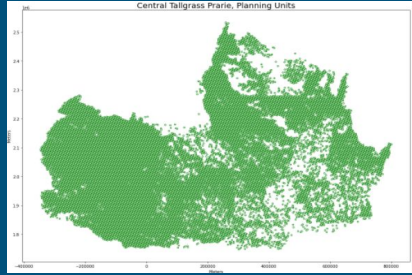 Central Tallgrass Prarie, Planning Units
1e6
2.5
2.4
2.3
2.2
2.1
2.0
1.9
1.8
Meters
−400000 −200000 0 200000 400000 600000 800000
Meters